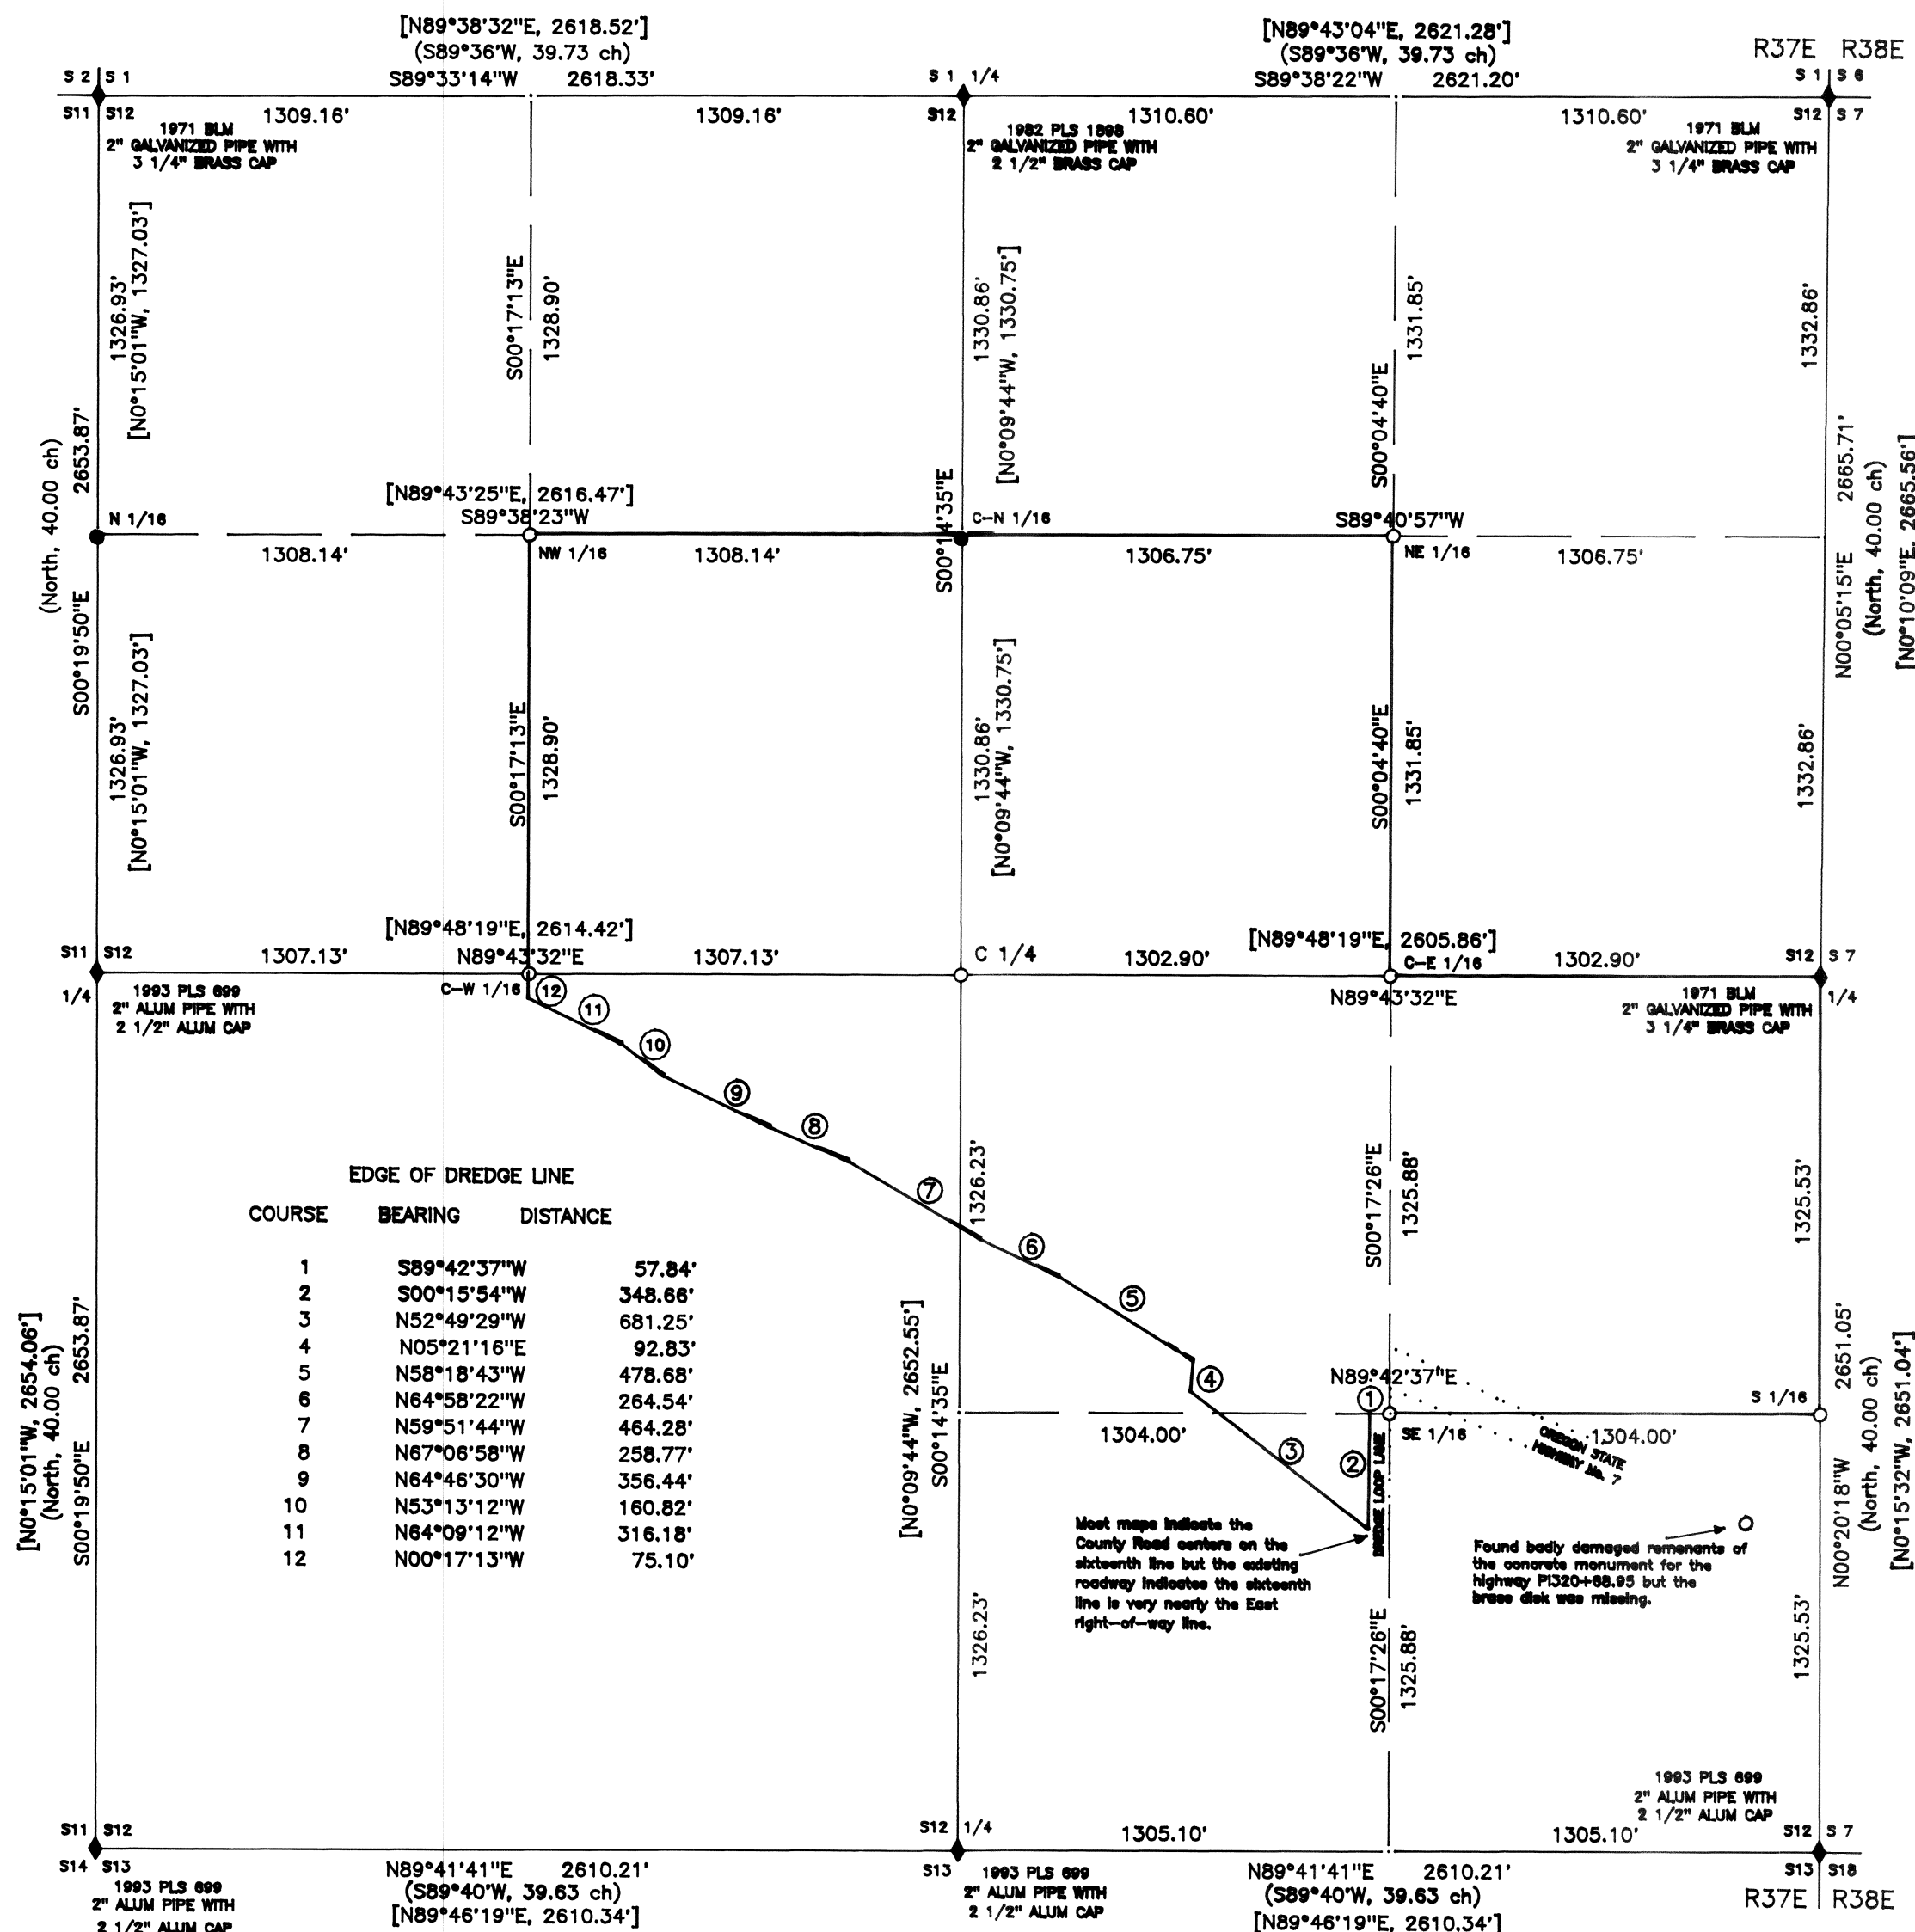 [N89°38'32"E, 2618.52']
(S89°36'W, 39.73 ch)
S89°33'14"W 2618.33'
[N89°43'04"E, 2621.28']
(S89°36'W, 39.73 ch)
S89°38'22"W 2621.20'
R37E R38E
S 2 S 1
S 1 1/4
S 1 S 6
S11 S12
1309.16'
1309.16'
S12
1310.60'
1310.60'
S12 S 7
1971 BLM
2" GALVANIZED PIPE WITH
3 1/4" BRASS CAP
1982 PLS 1898
2" GALVANIZED PIPE WITH
2 1/2" BRASS CAP
1971 BLM
2" GALVANIZED PIPE WITH
3 1/4" BRASS CAP
1326.93'
[N0°15'01"W, 1327.03']
S00°17'13"E
1328.90'
1330.86'
[N0°09'44"W, 1330.75']
S00°04'40"E
1331.85'
1332.86'
(North, 40.00 ch)
S00°19'50"E 2653.87'
N00°05'15"E 2665.71'
(North, 40.00 ch)
[N0°10'09"E, 2665.56']
[N89°43'25"E, 2616.47']
S89°38'23"W
S00°14'35"E
N 1/16
C-N 1/16
S89°40'57"W
1308.14'
NW 1/16
1308.14'
1306.75'
NE 1/16
1306.75'
1326.93'
[N0°15'01"W, 1327.03']
S00°17'13"E
1328.90'
1330.86'
[N0°09'44"W, 1330.75']
S00°04'40"E
1331.85'
1332.86'
[N89°48'19"E, 2614.42']
[N89°48'19"E, 2605.86']
S11 S12
1307.13'
N89°43'32"E
1307.13'
C 1/4
1302.90'
C-E 1/16
1302.90'
S12 S 7
1/4
C-W 1/16
N89°43'32"E
1/4
1993 PLS 699
2" ALUM PIPE WITH
2 1/2" ALUM CAP
1971 BLM
2" GALVANIZED PIPE WITH
3 1/4" BRASS CAP
12
11
10
9
8
7
6
5
4
3
2
1
EDGE OF DREDGE LINE
COURSE BEARING DISTANCE
1 S89°42'37"W 57.84'
2 S00°15'54"W 348.66'
3 N52°49'29"W 681.25'
4 N05°21'16"E 92.83'
5 N58°18'43"W 478.68'
6 N64°58'22"W 264.54'
7 N59°51'44"W 464.28'
8 N67°06'58"W 258.77'
9 N64°46'30"W 356.44'
10 N53°13'12"W 160.82'
11 N64°09'12"W 316.18'
12 N00°17'13"W 75.10'
1326.23'
S00°17'26"E
1325.88'
1325.53'
[N0°15'01"W, 2654.06']
(North, 40.00 ch)
S00°19'50"E 2653.87'
[N0°09'44"W, 2652.55']
S00°14'35"E
N89°42'37"E
S 1/16
1304.00'
SE 1/16
1304.00'
OREGON STATE
HIGHWAY No. 7
DREDGE LOOP LANE
N00°20'18"W 2651.05'
(North, 40.00 ch)
[N0°15'32"W, 2651.04']
Most maps indicate the
County Road centers on the
sixteenth line but the existing
roadway indicates the sixteenth
line is very nearly the East
right-of-way line.
Found badly damaged remenants of
the concrete monument for the
highway PI320+68.95 but the
brass disk was missing.
1326.23'
S00°17'26"E
1325.88'
1325.53'
1993 PLS 699
2" ALUM PIPE WITH
2 1/2" ALUM CAP
S11 S12
S12 1/4
1305.10'
1305.10'
S12 S 7
S14 S13
N89°41'41"E 2610.21'
(S89°40'W, 39.63 ch)
[N89°46'19"E, 2610.34']
S13
N89°41'41"E 2610.21'
(S89°40'W, 39.63 ch)
[N89°46'19"E, 2610.34']
S13 S18
1993 PLS 699
2" ALUM PIPE WITH
2 1/2" ALUM CAP
1993 PLS 699
2" ALUM PIPE WITH
2 1/2" ALUM CAP
R37E R38E